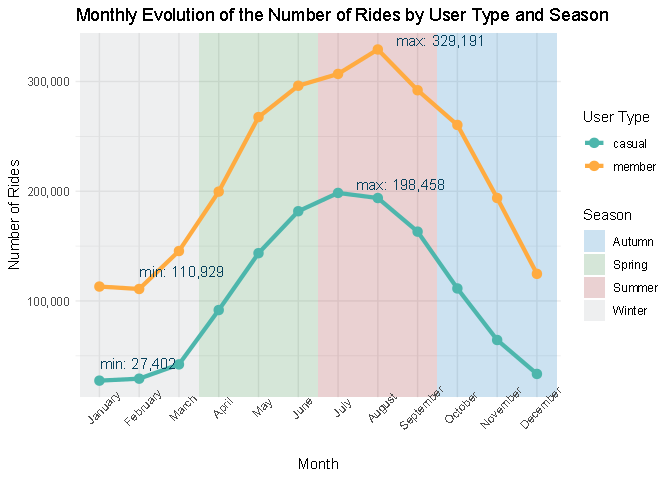 Monthly Evolution of the Number of Rides by User Type and Season
max: 329,191
300,000
User Type
casual
member
max: 198,458
200,000
Number of Rides
Season
Autumn
Spring
Summer
Winter
min: 110,929
100,000
min: 27,402
January
February
March
April
May
June
July
August
September
October
November
December
Month